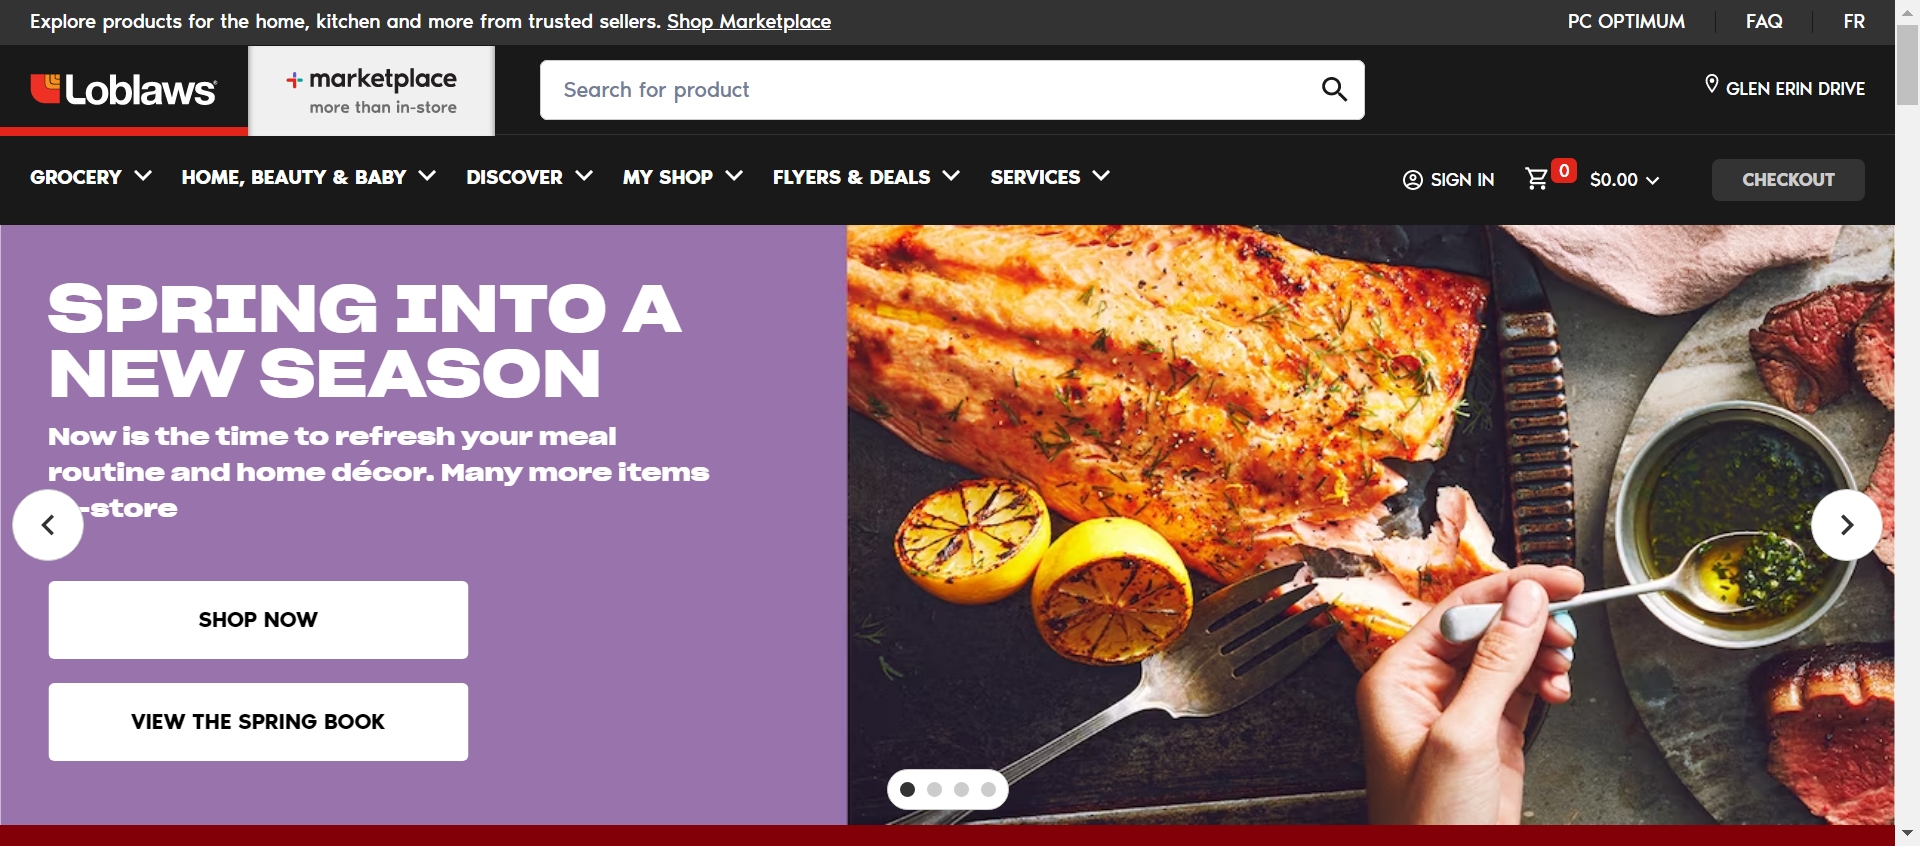 Explore products for the home, kitchen and more from trusted sellers. Shop Marketplace
PC OPTIMUM
FAQ
FR
Loblaws
marketplace
more than in-store
Search for product
GLEN ERIN DRIVE
GROCERY
HOME, BEAUTY & BABY
DISCOVER
MY SHOP
FLYERS & DEALS
SERVICES
SIGN IN
0
$0.00
CHECKOUT
SPRING INTO A
NEW SEASON
Now is the time to refresh your meal
routine and home décor. Many more items
-store
SHOP NOW
VIEW THE SPRING BOOK